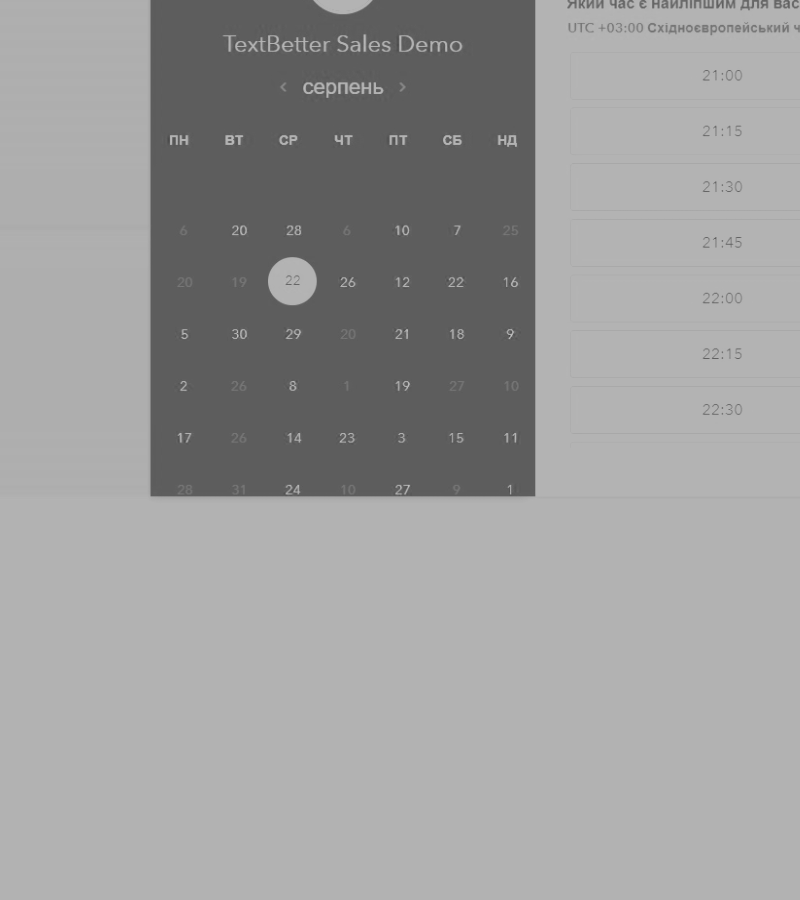 TextBetter Sales Demo
‹ серпень ›
ПН ВТ СР ЧТ ПТ СБ НД
6 20 28 6 10 7 25
20 19 22 26 12 22 16
5 30 29 20 21 18 9
2 26 8 1 19 27 10
17 26 14 23 3 15 11
28 31 24 10 27 9 1
Який час є найліпшим для вас
UTC +03:00 Східноєвропейський ч
21:00
21:15
21:30
21:45
22:00
22:15
22:30